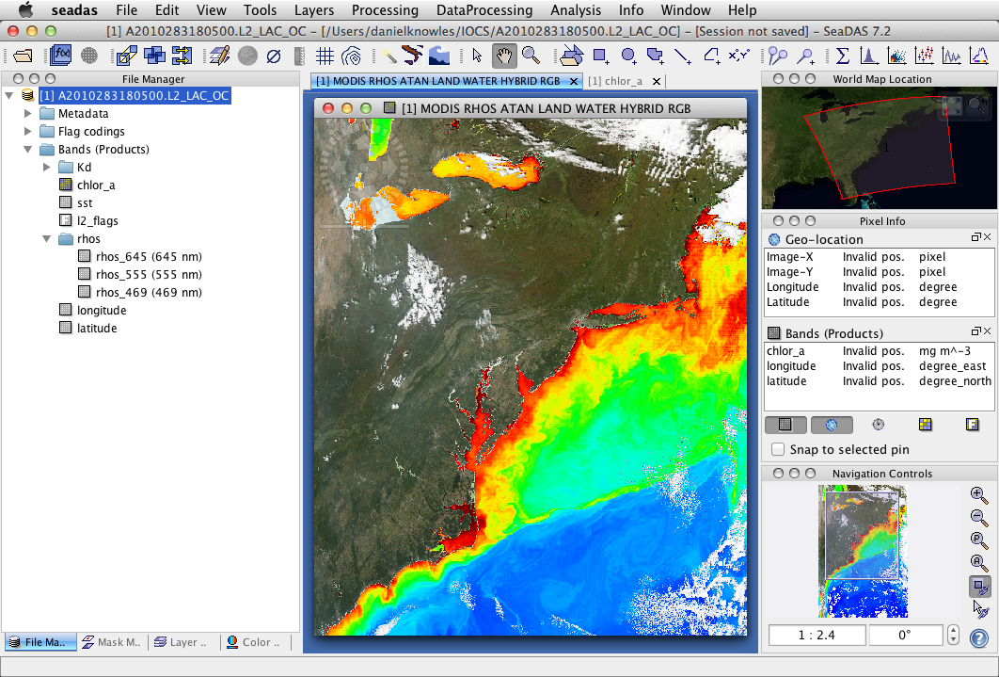 seadas File Edit View Tools Layers Processing DataProcessing Analysis Info Window Help
[1] A2010283180500.L2_LAC_OC - [/Users/danielknowles/IOCS/A2010283180500.L2_LAC_OC] - [Session not saved] - SeaDAS 7.2
File Manager
[1] A2010283180500.L2_LAC_OC
Metadata
Flag codings
Bands (Products)
Kd
chlor_a
sst
l2_flags
rhos
rhos_645 (645 nm)
rhos_555 (555 nm)
rhos_469 (469 nm)
longitude
latitude
File Ma..
Mask M..
Layer ..
Color ..
[1] MODIS RHOS ATAN LAND WATER HYBRID RGB
[1] chlor_a
[1] MODIS RHOS ATAN LAND WATER HYBRID RGB
World Map Location
1
Pixel Info
Geo-location
Image-X Invalid pos. pixel
Image-Y Invalid pos. pixel
Longitude Invalid pos. degree
Latitude Invalid pos. degree
Bands (Products)
chlor_a Invalid pos. mg m^-3
longitude Invalid pos. degree_east
latitude Invalid pos. degree_north
Snap to selected pin
Navigation Controls
1 : 2.4
0°